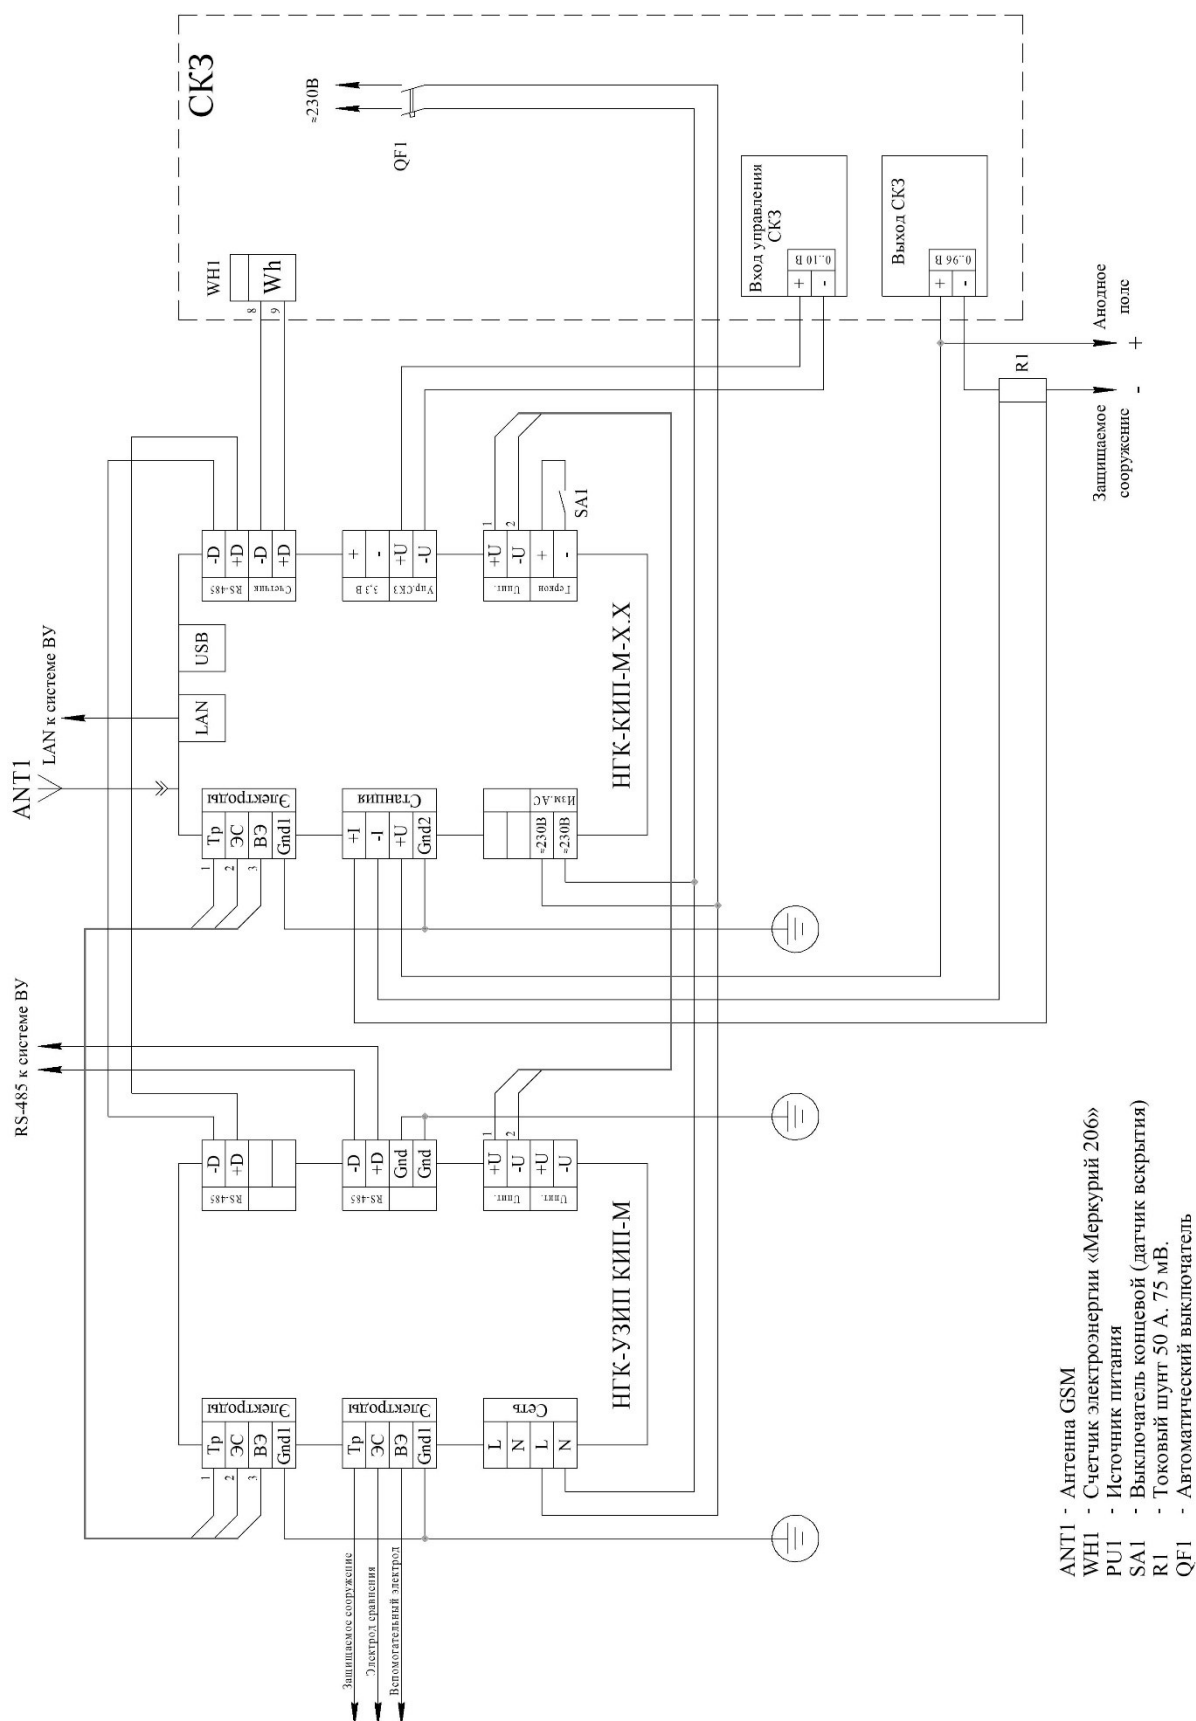 СКЗ
≈230В
QF1
WH1
Wh
8
9
Вход управления
СКЗ
+
-
0..10 В
Выход СКЗ
+
-
0..96 В
Анодное
поле
+
R1
Защищаемое
сооружение
-
ANT1
LAN к системе ВУ
LAN
USB
RS-485
-D
+D
Счетчик
-D
+D
3,3 В
+
-
Упр.СКЗ
+U
-U
Uпит.
+U
-U
1
2
Геркон
+
-
SA1
Электроды
Тр
ЭС
ВЭ
Gnd1
1
2
3
Станция
+I
-I
+U
Gnd2
Изм.АС
≈230В
≈230В
НГК-КИП-М-Х.Х
RS-485 к системе ВУ
RS-485
-D
+D
RS-485
-D
+D
Gnd
Gnd
Uпит.
+U
-U
1
2
Uпит.
+U
-U
НГК-УЗИП КИП-М
Электроды
Тр
ЭС
ВЭ
Gnd1
1
2
3
Электроды
Тр
ЭС
ВЭ
Gnd1
Сеть
L
N
L
N
Защищаемое сооружение
Электрод сравнения
Вспомогательный электрод
ANT1 - Антенна GSM
WH1 - Счетчик электроэнергии «Меркурий 206»
PU1 - Источник питания
SA1 - Выключатель концевой (датчик вскрытия)
R1 - Токовый шунт 50 А. 75 мВ.
QF1 - Автоматический выключатель